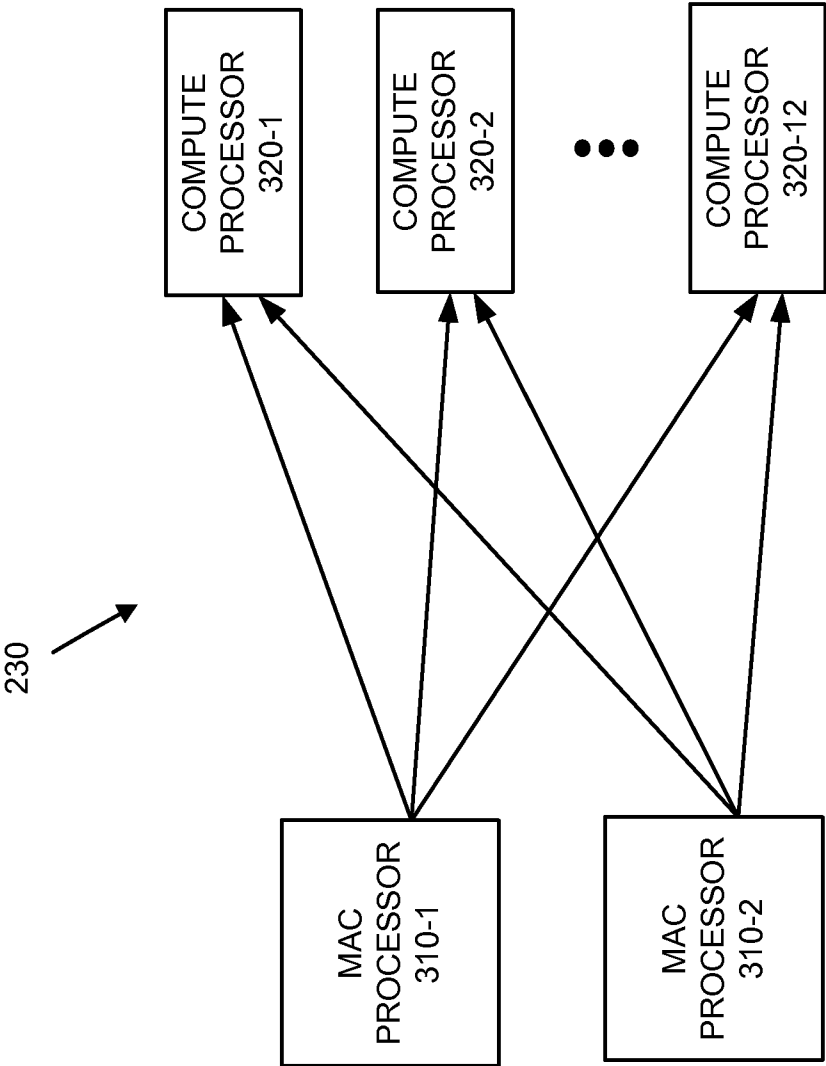 230
MAC
PROCESSOR
310-1
MAC
PROCESSOR
310-2
COMPUTE
PROCESSOR
320-1
COMPUTE
PROCESSOR
320-2
COMPUTE
PROCESSOR
320-12